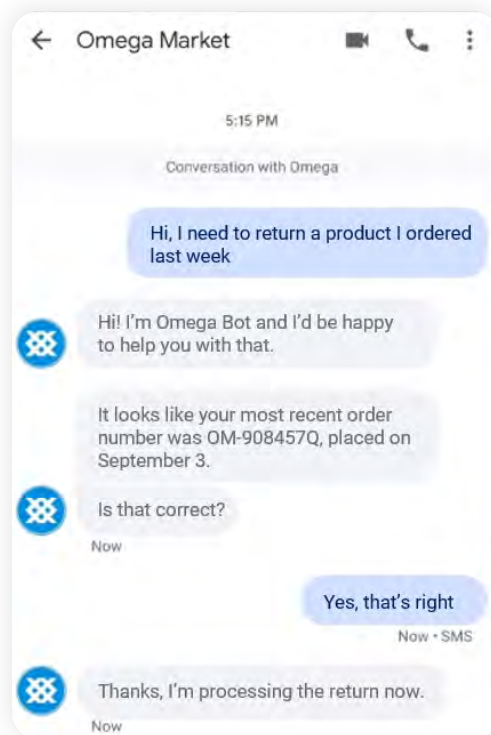 Omega Market
5:15 PM
Conversation with Omega
Hi, I need to return a product I ordered
last week
Hi! I'm Omega Bot and I'd be happy
to help you with that.
It looks like your most recent order
number was OM-908457Q, placed on
September 3.
Is that correct?
Now
Yes, that's right
Now • SMS
Thanks, I'm processing the return now.
Now